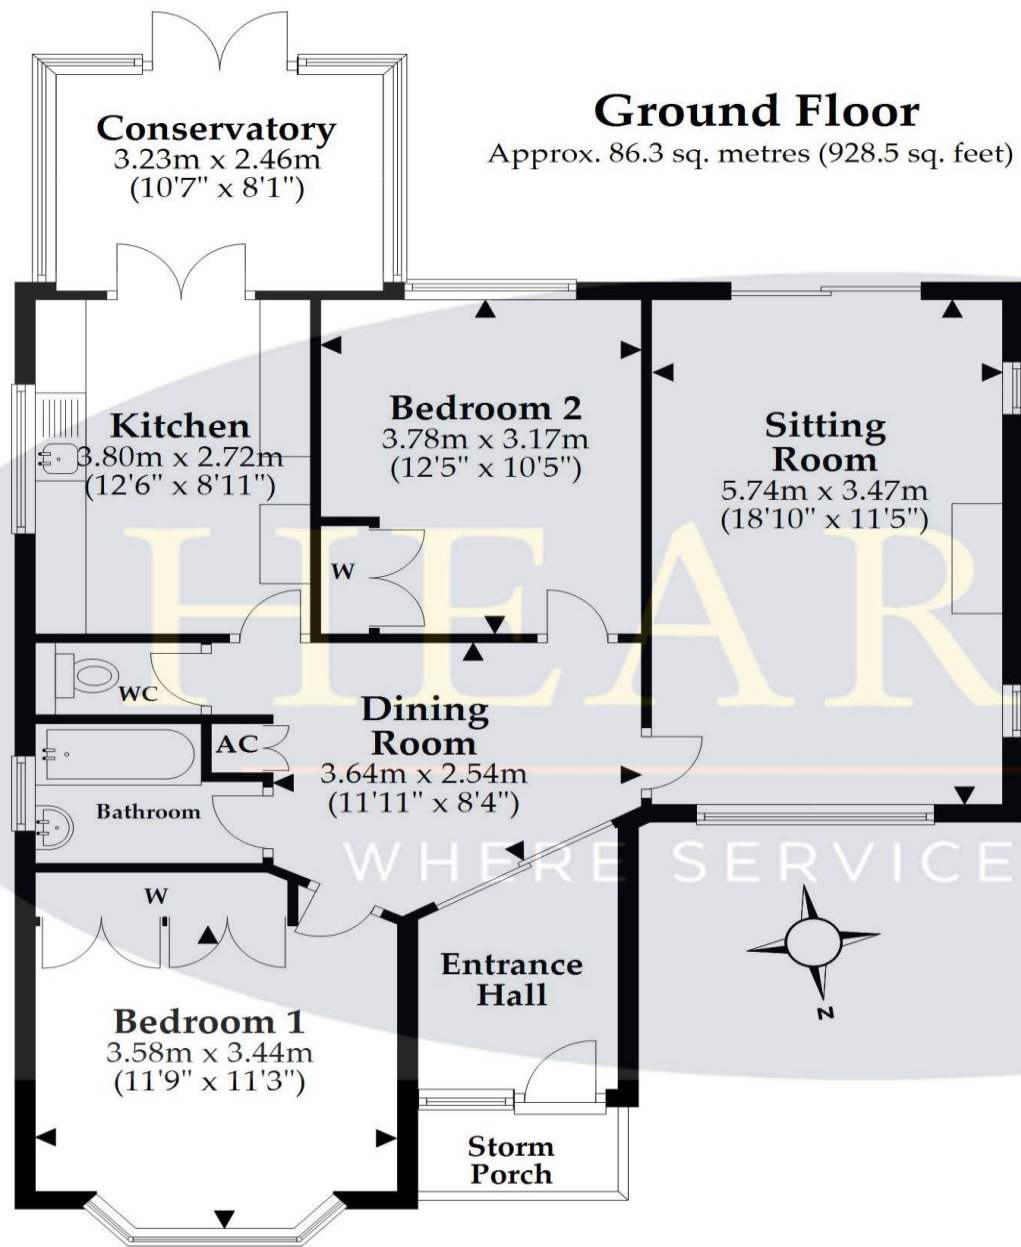 Ground Floor
Approx. 86.3 sq. metres (928.5 sq. feet)
Conservatory
3.23m x 2.46m
(10'7" x 8'1")
Kitchen
3.80m x 2.72m
(12'6" x 8'11")
Bedroom 2
3.78m x 3.17m
(12'5" x 10'5")
W
Sitting
Room
5.74m x 3.47m
(18'10" x 11'5")
HEAR
WC
AC
Dining
Room
3.64m x 2.54m
(11'11" x 8'4")
Bathroom
WHERE SERVICE
W
Entrance
Hall
Bedroom 1
3.58m x 3.44m
(11'9" x 11'3")
Storm
Porch
N